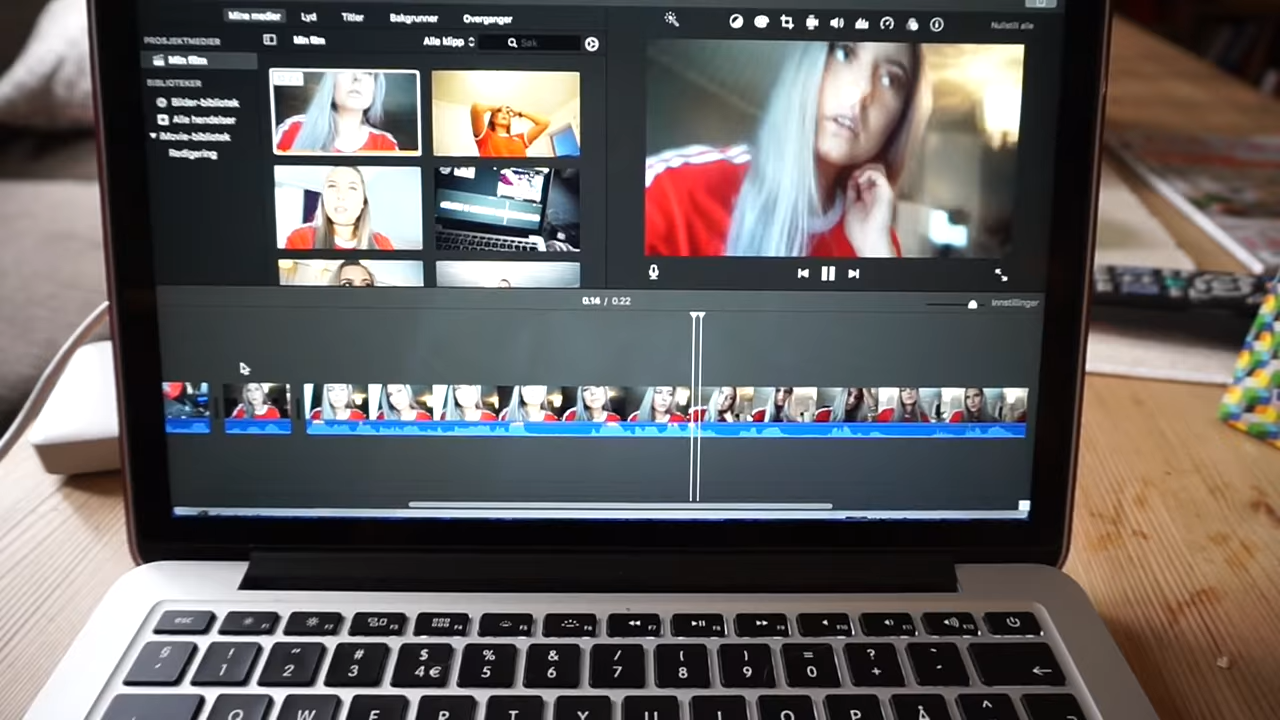 Mine medier Lyd Titler Bakgrunner Overganger
Nullstill alle
PROSJEKTMEDIER
Min film
Alle klipp
Søk
Min film
BIBLIOTEKER
Bilder-bibliotek
Alle hendelser
iMovie-bibliotek
Redigering
0.14 / 0.22
Innstillinger
esc F1 F2 F3 F4 F5 F6 F7 F8 F9 F10 F11 F12
§ ! " # $ % & / ( ) = ? `
' 1 2 3 4 € 5 6 7 8 9 0 + ´
Q W E R T Y U I O P Å ^